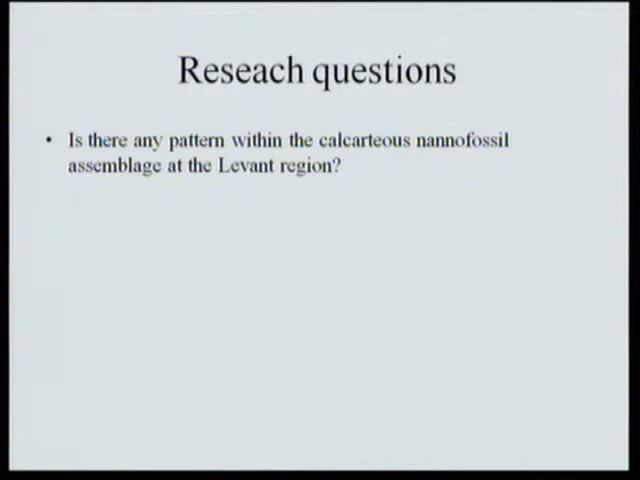 Reseach questions
• Is there any pattern within the calcarteous nannofossil
assemblage at the Levant region?